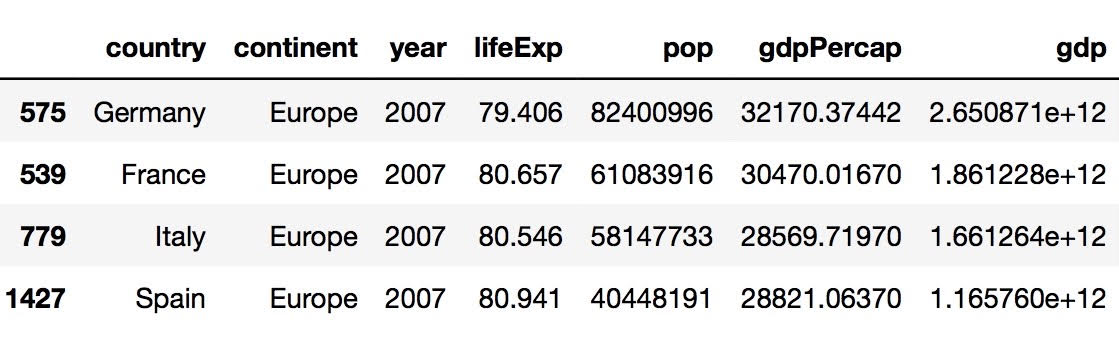 country continent year lifeExp pop gdpPercap gdp
575 Germany Europe 2007 79.406 82400996 32170.37442 2.650871e+12
539 France Europe 2007 80.657 61083916 30470.01670 1.861228e+12
779 Italy Europe 2007 80.546 58147733 28569.71970 1.661264e+12
1427 Spain Europe 2007 80.941 40448191 28821.06370 1.165760e+12